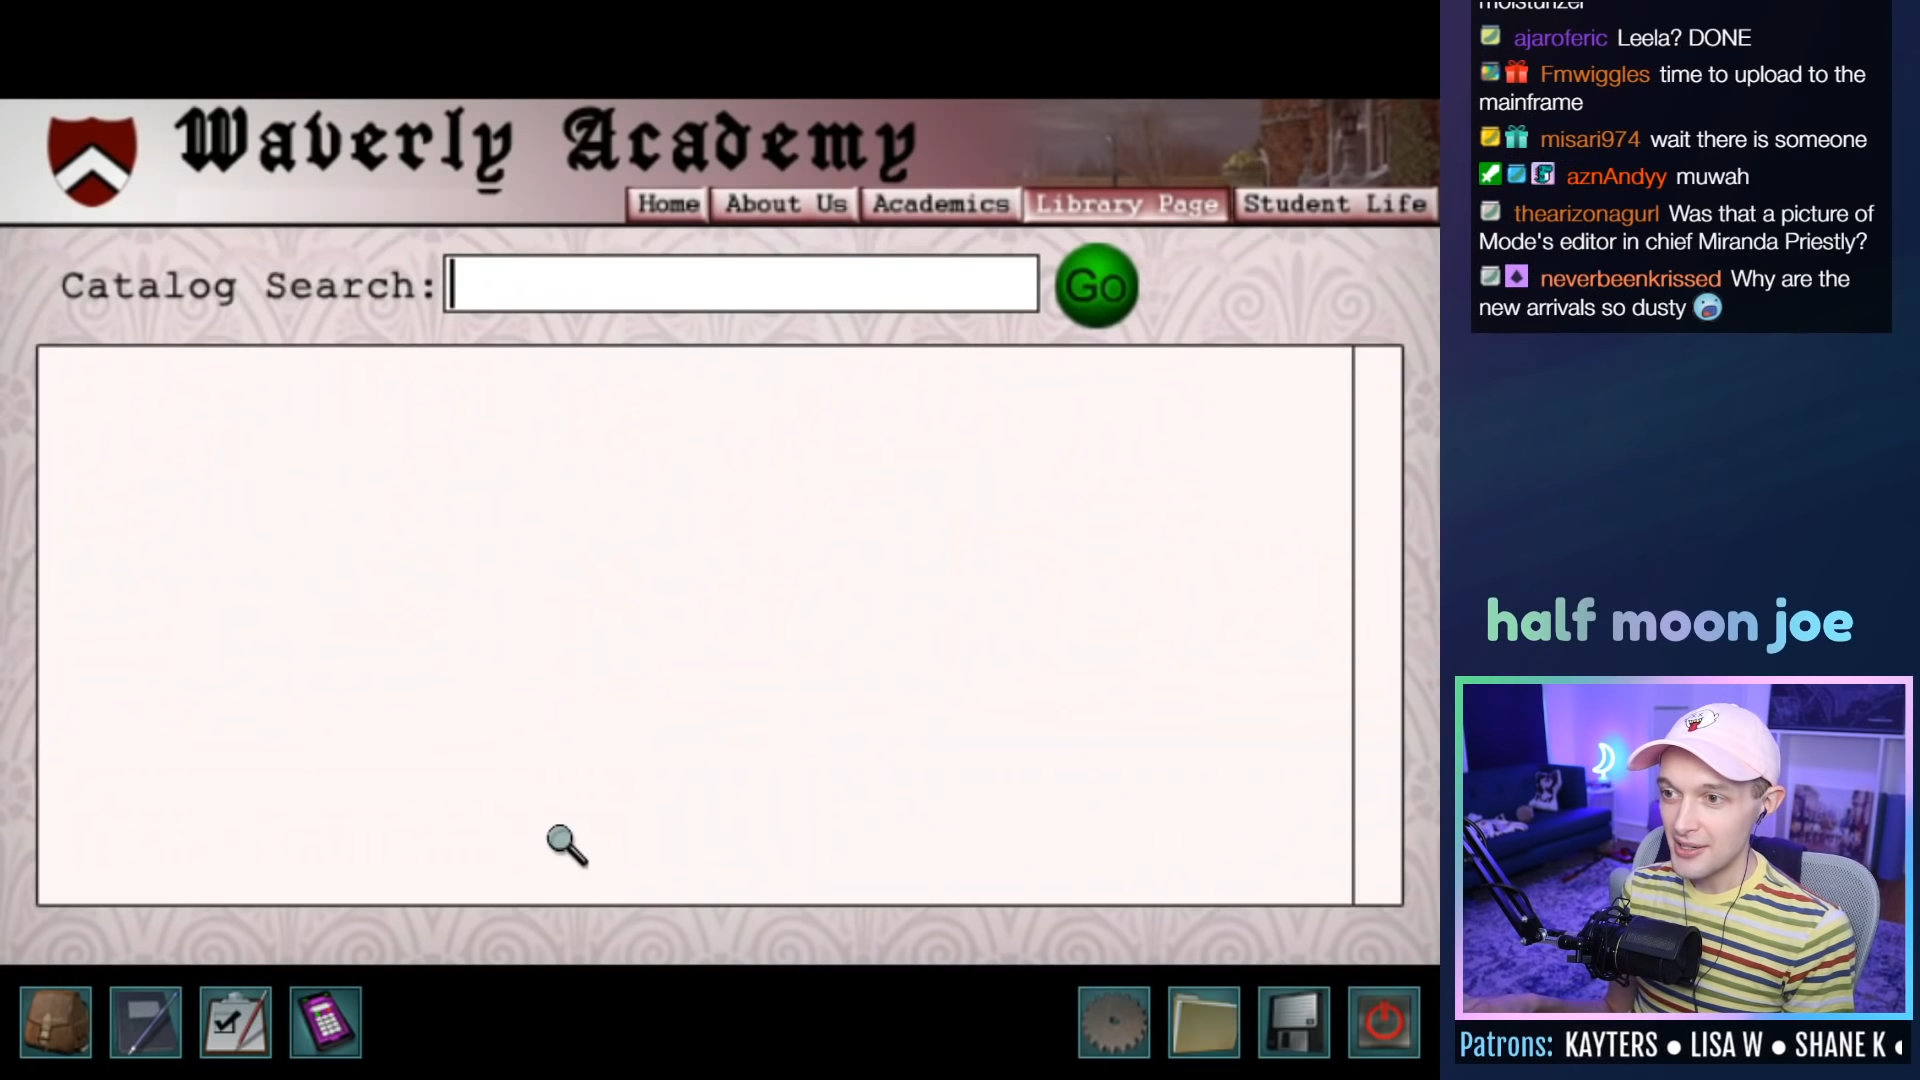 Waverly Academy
Home
About Us
Academics
Library Page
Student Life
Catalog Search:
Go
moisturizer
ajaroferic Leela? DONE
Fmwiggles time to upload to the
mainframe
misari974 wait there is someone
aznAndyy muwah
thearizonagurl Was that a picture of
Mode's editor in chief Miranda Priestly?
neverbeenkrissed Why are the
new arrivals so dusty
half moon joe
Patrons: KAYTERS ● LISA W ● SHANE K